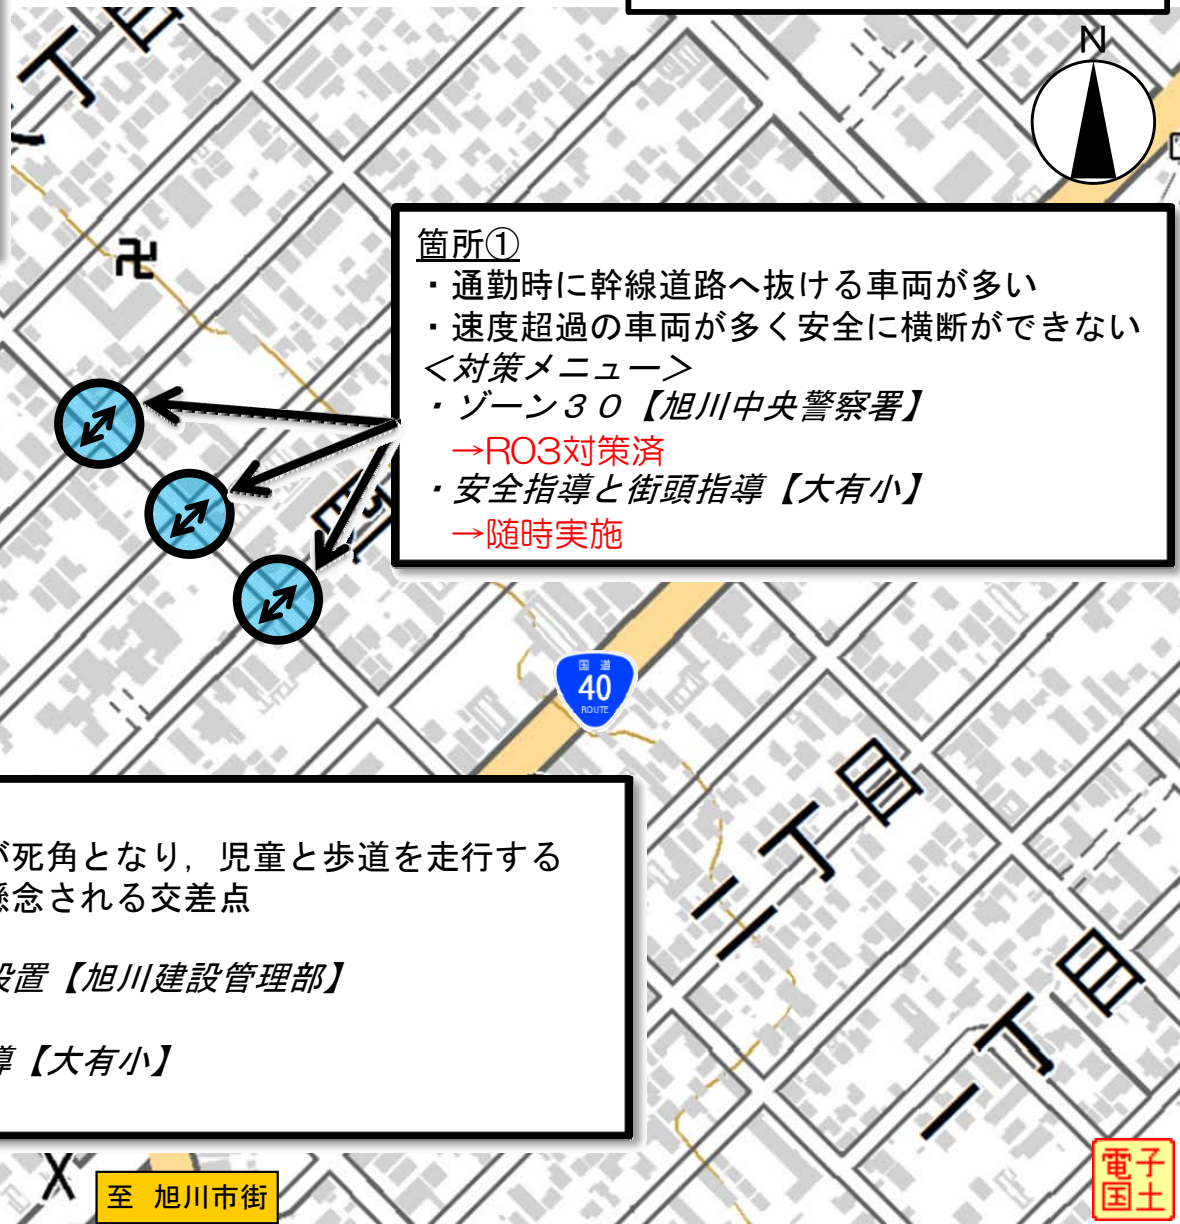 N
箇所①
・通勤時に幹線道路へ抜ける車両が多い
・速度超過の車両が多く安全に横断ができない
＜対策メニュー＞
・ゾーン３０【旭川中央警察署】
→R03対策済
・安全指導と街頭指導【大有小】
→随時実施
国道
40
ROUTE
が死角となり，児童と歩道を走行する
懸念される交差点
設置【旭川建設管理部】
導【大有小】
二丁目
一丁目
至 旭川市街
電子
国土